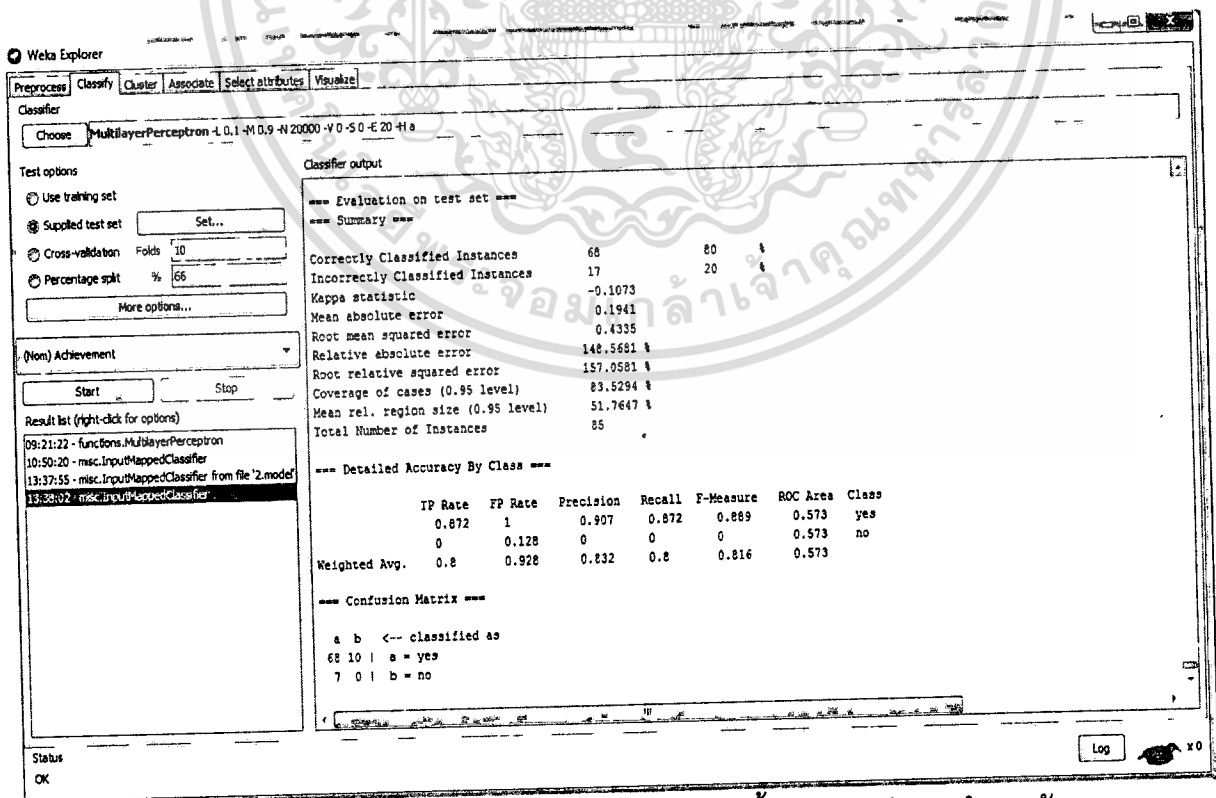 Weka Explorer
Preprocess Classify Cluster Associate Select attributes Visualize
Classifier
Choose MultilayerPerceptron -L 0.1 -M 0.9 -N 20000 -V 0 -S 0 -E 20 -H a
Test options
Use training set
Supplied test set Set...
Cross-validation Folds 10
Percentage split % 66
More options...
(Nom) Achievement
Start Stop
Result list (right-click for options)
09:21:22 - functions.MultilayerPerceptron
10:50:20 - misc.InputMappedClassifier
13:37:55 - misc.InputMappedClassifier from file '2.model'
13:38:02 - misc.InputMappedClassifier
Classifier output
=== Evaluation on test set ===
=== Summary ===
Correctly Classified Instances 68 80 %
Incorrectly Classified Instances 17 20 %
Kappa statistic -0.1073
Mean absolute error 0.1941
Root mean squared error 0.4335
Relative absolute error 148.5681 %
Root relative squared error 157.0581 %
Coverage of cases (0.95 level) 83.5294 %
Mean rel. region size (0.95 level) 51.7647 %
Total Number of Instances 85
=== Detailed Accuracy By Class ===
TP Rate FP Rate Precision Recall F-Measure ROC Area Class
0.872 1 0.907 0.872 0.889 0.573 yes
0 0.128 0 0 0 0.573 no
Weighted Avg. 0.8 0.928 0.832 0.8 0.816 0.573
=== Confusion Matrix ===
a b <-- classified as
68 10 | a = yes
7 0 | b = no
Status
OK
Log x 0